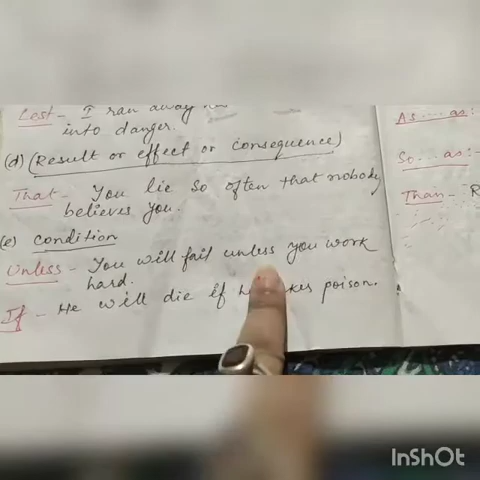 Lest - I ran away
into danger.
(d) (Result or effect or consequence)
That - You lie so often that nobody
believes you.
(e) condition
Unless - You will fail unless you work
hard.
If - He will die if poison.
As....as:-
So...as:-
Than -
InShOt